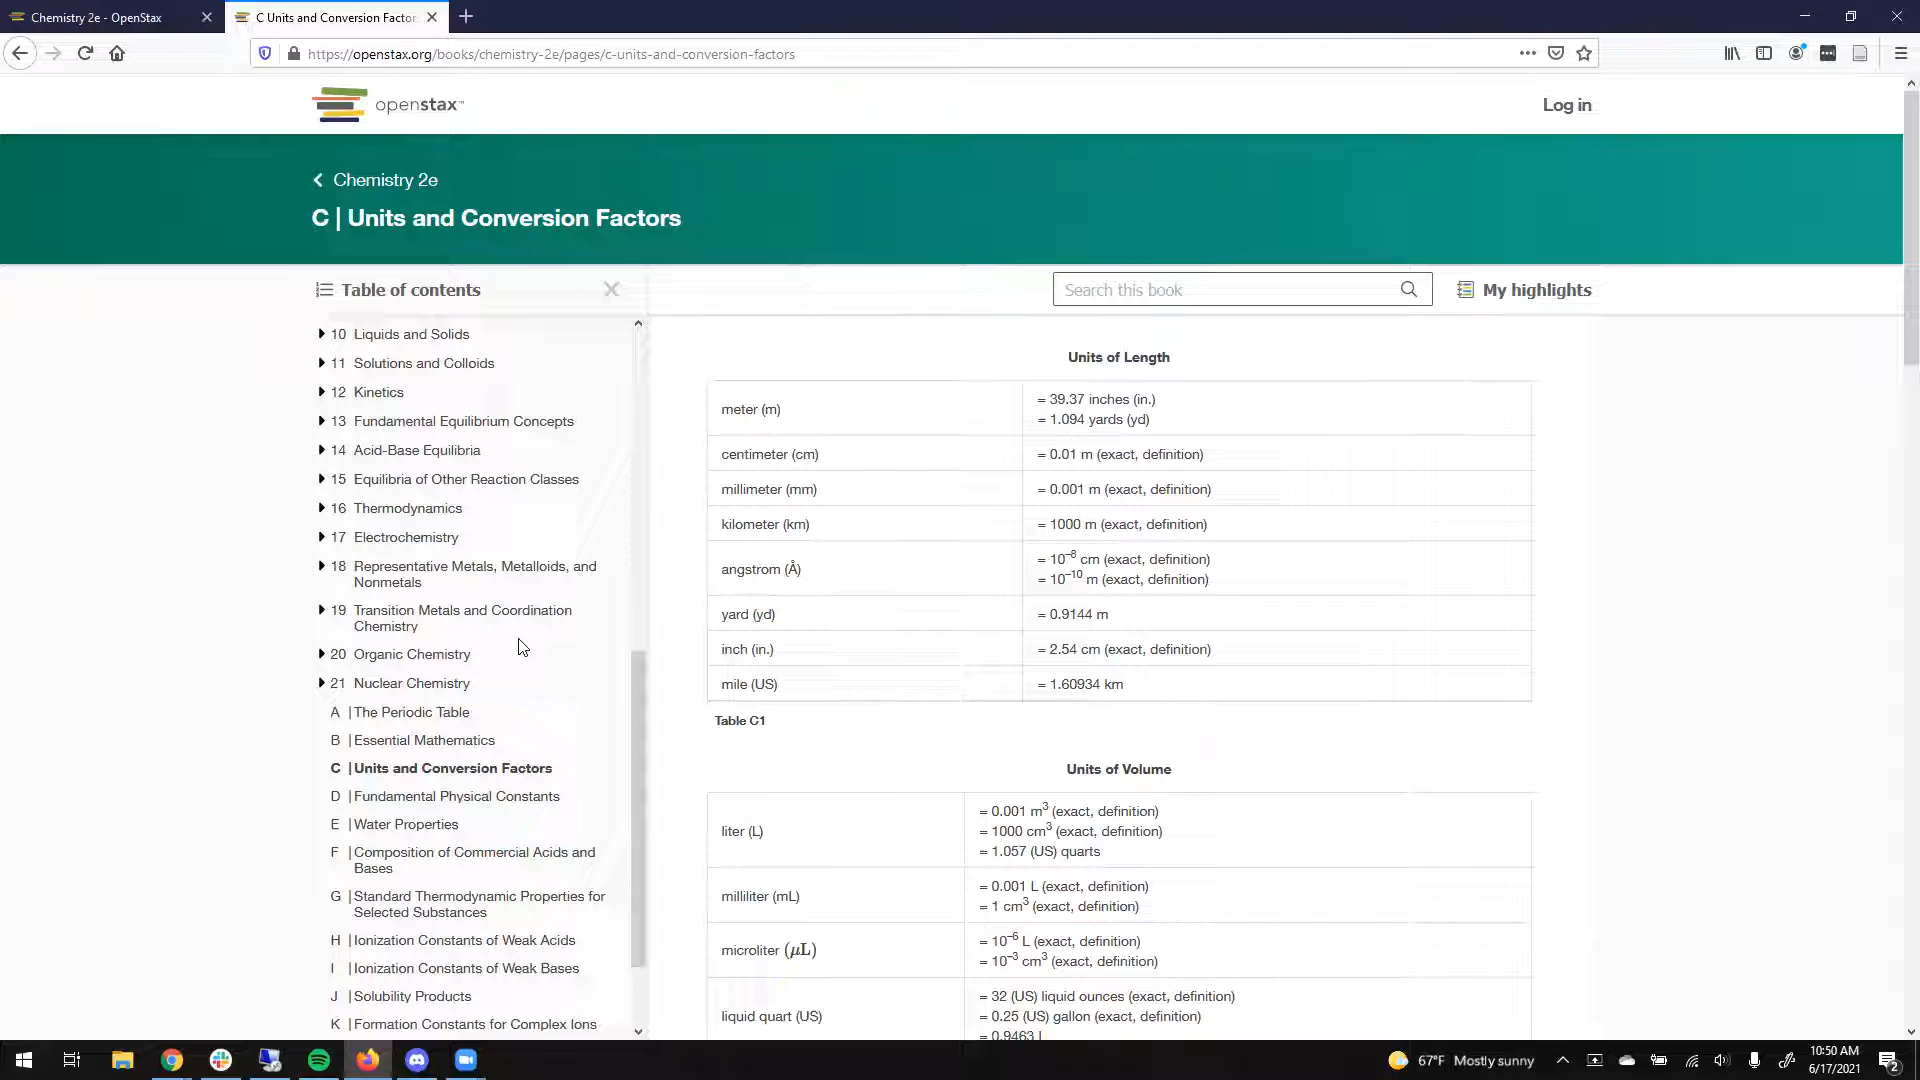 Chemistry 2e - OpenStax
C Units and Conversion Factor
https://openstax.org/books/chemistry-2e/pages/c-units-and-conversion-factors
openstax™
Log in
Chemistry 2e
C | Units and Conversion Factors
Table of contents
Search this book
My highlights
10 Liquids and Solids
11 Solutions and Colloids
12 Kinetics
13 Fundamental Equilibrium Concepts
14 Acid-Base Equilibria
15 Equilibria of Other Reaction Classes
16 Thermodynamics
17 Electrochemistry
18 Representative Metals, Metalloids, and
Nonmetals
19 Transition Metals and Coordination
Chemistry
20 Organic Chemistry
21 Nuclear Chemistry
A | The Periodic Table
B | Essential Mathematics
C | Units and Conversion Factors
D | Fundamental Physical Constants
E | Water Properties
F | Composition of Commercial Acids and
Bases
G | Standard Thermodynamic Properties for
Selected Substances
H | Ionization Constants of Weak Acids
I | Ionization Constants of Weak Bases
J | Solubility Products
K | Formation Constants for Complex Ions
Units of Length
meter (m)
= 39.37 inches (in.)
= 1.094 yards (yd)
centimeter (cm)
= 0.01 m (exact, definition)
millimeter (mm)
= 0.001 m (exact, definition)
kilometer (km)
= 1000 m (exact, definition)
angstrom (Å)
= 10⁻⁸ cm (exact, definition)
= 10⁻¹⁰ m (exact, definition)
yard (yd)
= 0.9144 m
inch (in.)
= 2.54 cm (exact, definition)
mile (US)
= 1.60934 km
Table C1
Units of Volume
liter (L)
= 0.001 m³ (exact, definition)
= 1000 cm³ (exact, definition)
= 1.057 (US) quarts
milliliter (mL)
= 0.001 L (exact, definition)
= 1 cm³ (exact, definition)
microliter (μL)
= 10⁻⁶ L (exact, definition)
= 10⁻³ cm³ (exact, definition)
liquid quart (US)
= 32 (US) liquid ounces (exact, definition)
= 0.25 (US) gallon (exact, definition)
= 0.9463 L
67°F Mostly sunny
10:50 AM
6/17/2021
2